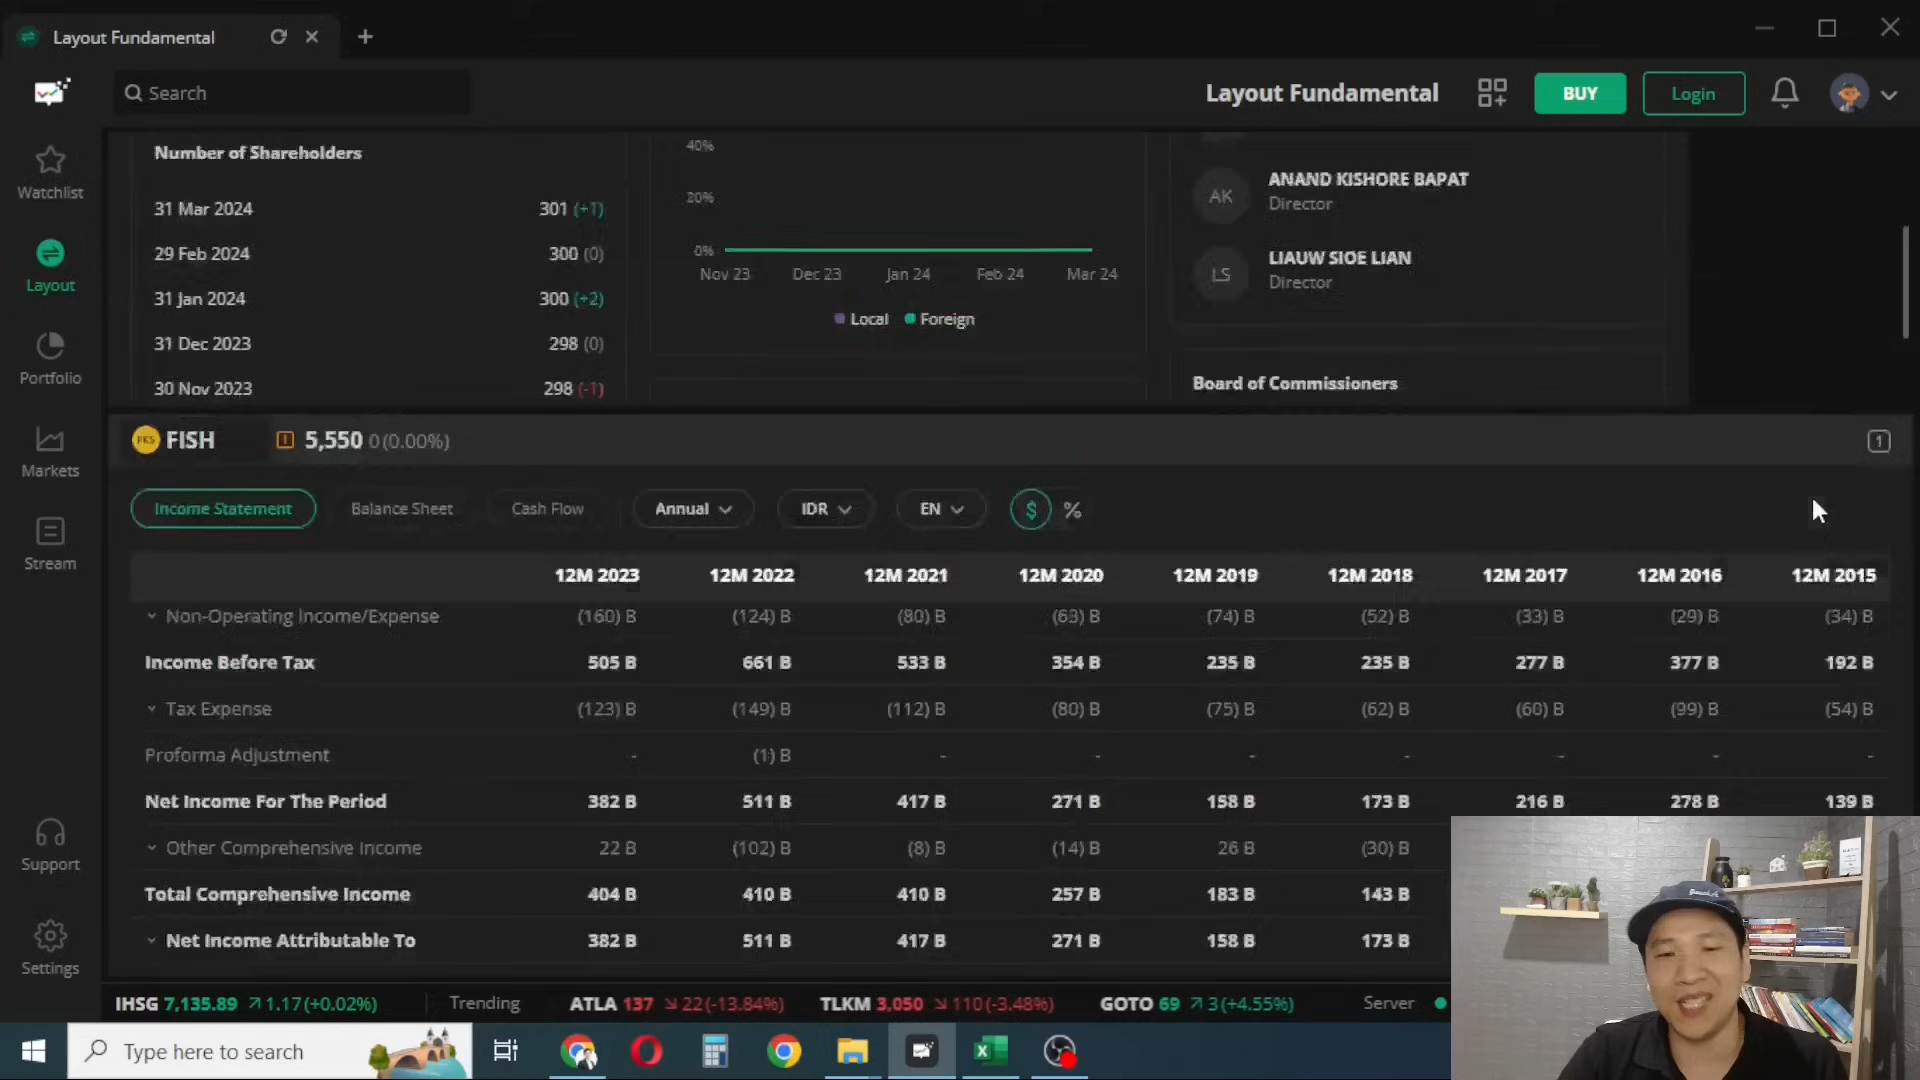 Layout Fundamental
Search
Layout Fundamental
BUY
Login
Watchlist
Layout
Portfolio
Markets
Stream
Support
Settings
Number of Shareholders
31 Mar 2024 301 (+1)
29 Feb 2024 300 (0)
31 Jan 2024 300 (+2)
31 Dec 2023 298 (0)
30 Nov 2023 298 (-1)
40%
20%
0%
Nov 23 Dec 23 Jan 24 Feb 24 Mar 24
Local Foreign
AK
ANAND KISHORE BAPAT
Director
LS
LIAUW SIOE LIAN
Director
Board of Commissioners
FKS FISH 5,550 0 (0.00%) 1
Income Statement Balance Sheet Cash Flow Annual IDR EN $ %
12M 2023 12M 2022 12M 2021 12M 2020 12M 2019 12M 2018 12M 2017 12M 2016 12M 2015
Non-Operating Income/Expense (160) B (124) B (80) B (63) B (74) B (52) B (33) B (29) B (34) B
Income Before Tax 505 B 661 B 533 B 354 B 235 B 235 B 277 B 377 B 192 B
Tax Expense (123) B (149) B (112) B (80) B (75) B (62) B (60) B (99) B (54) B
Proforma Adjustment - (1) B - - - - - - -
Net Income For The Period 382 B 511 B 417 B 271 B 158 B 173 B 216 B 278 B 139 B
Other Comprehensive Income 22 B (102) B (8) B (14) B 26 B (30) B
Total Comprehensive Income 404 B 410 B 410 B 257 B 183 B 143 B
Net Income Attributable To 382 B 511 B 417 B 271 B 158 B 173 B
IHSG 7,135.89 1.17 (+0.02%) Trending ATLA 137 22 (-13.84%) TLKM 3,050 110 (-3.48%) GOTO 69 3 (+4.55%) Server
Type here to search